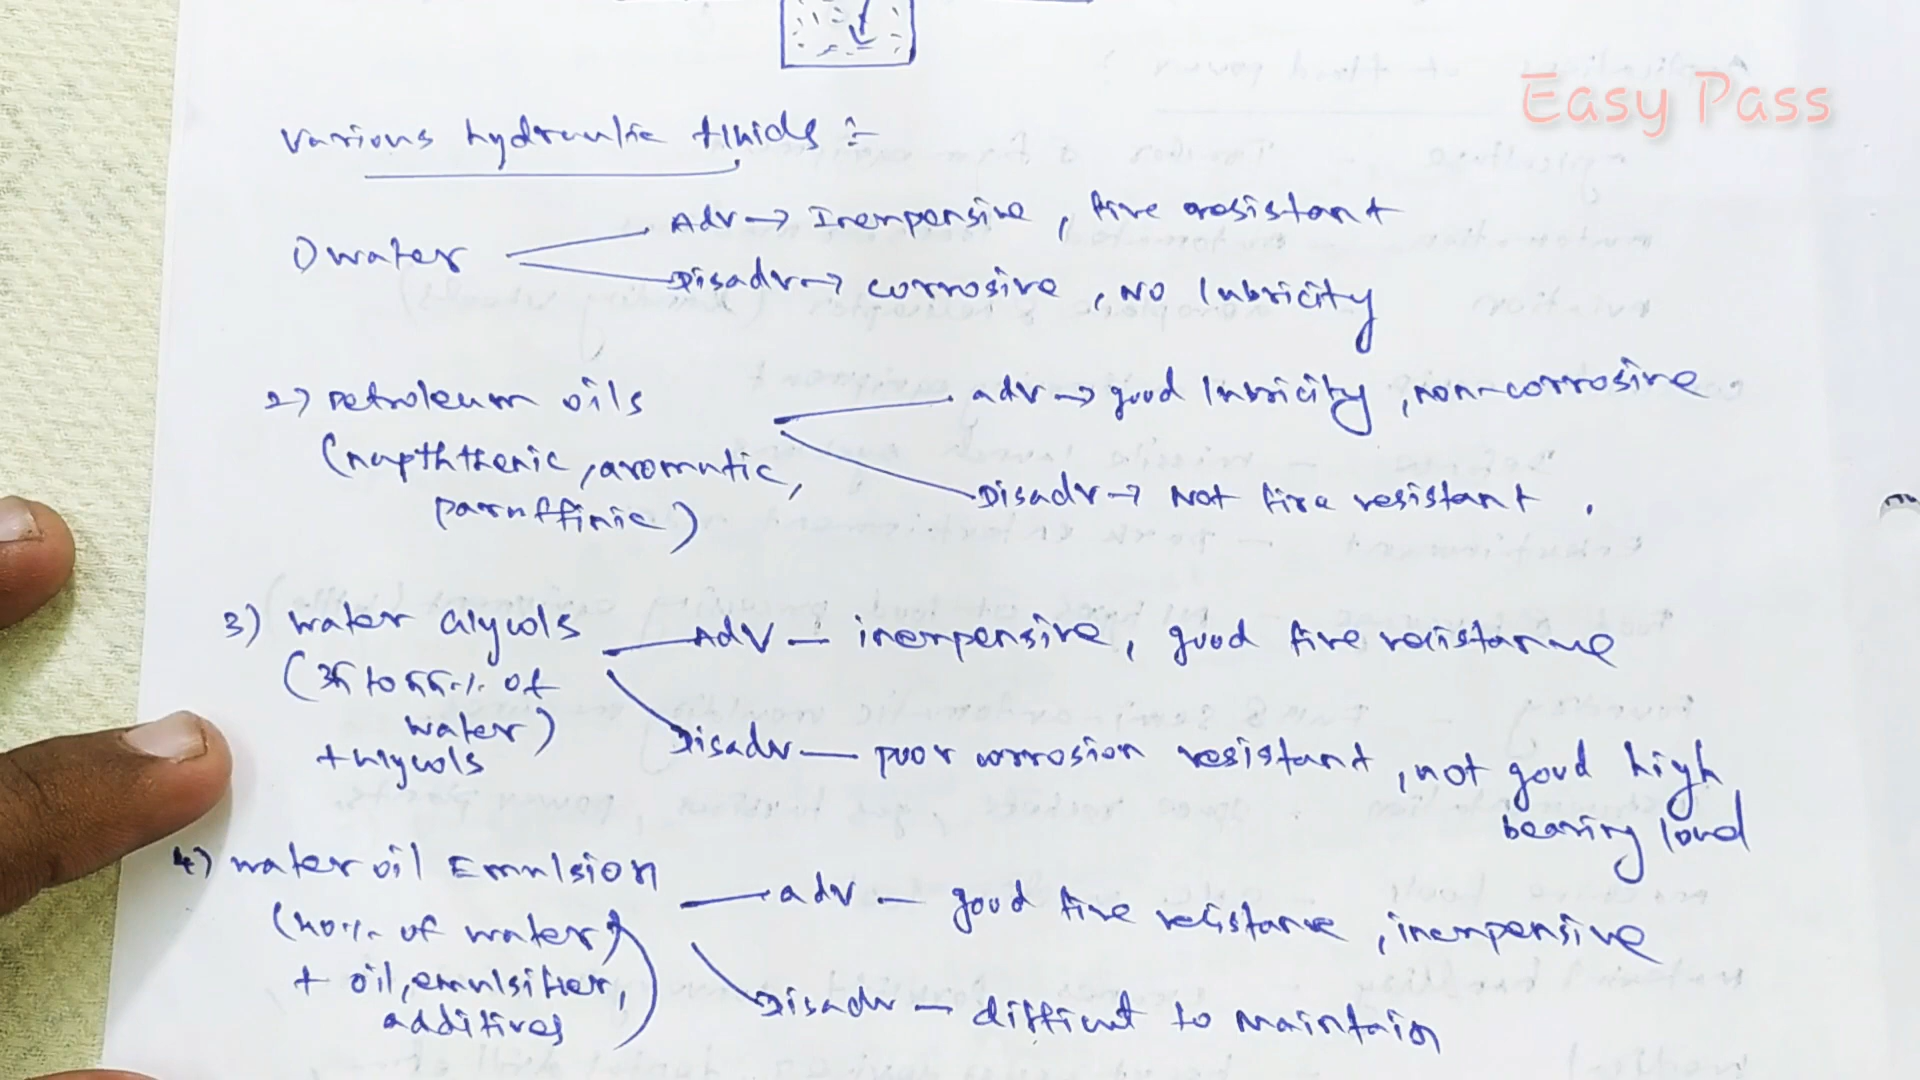 Easy Pass
Various hydraulic fluids :-
1) water
Adv → Inexpensive, fire resistant
Disadv → corrosive, No lubricity
2) petroleum oils
(napththenic, aromatic,
paraffinic)
adv → good lubricity, non-corrosive
Disadv → Not fire resistant.
3) water Glycols
(35 to 55% of
water)
+ Glycols
Adv — inexpensive, good fire resistance
Disadv — poor corrosion resistant, not good high
bearing load
4) water oil Emulsion
(40% of water)
+ oil, emulsifier,
additives
adv — good fire resistance, inexpensive
Disadv — difficult to maintain